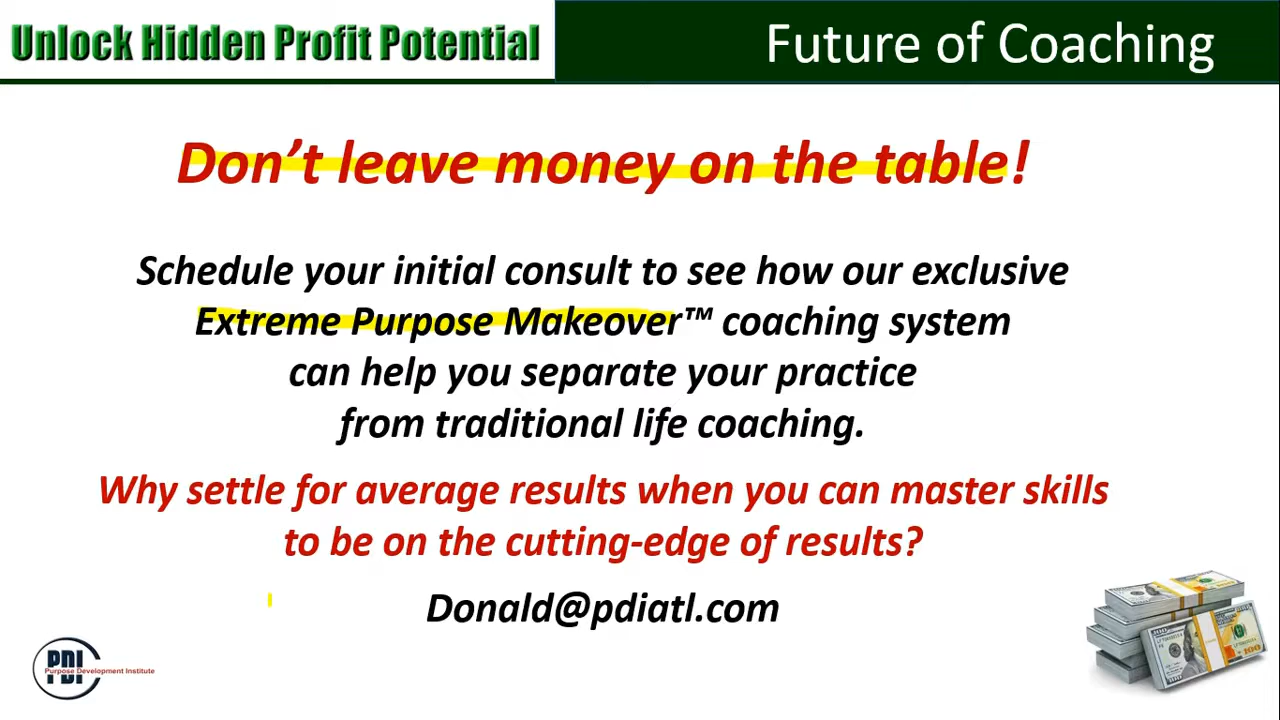 Unlock Hidden Profit Potential
Future of Coaching
Don't leave money on the table!
Schedule your initial consult to see how our exclusive
Extreme Purpose Makeover™ coaching system
can help you separate your practice
from traditional life coaching.
Why settle for average results when you can master skills
to be on the cutting-edge of results?
Donald@pdiatl.com
PDI
Purpose Development Institute
100